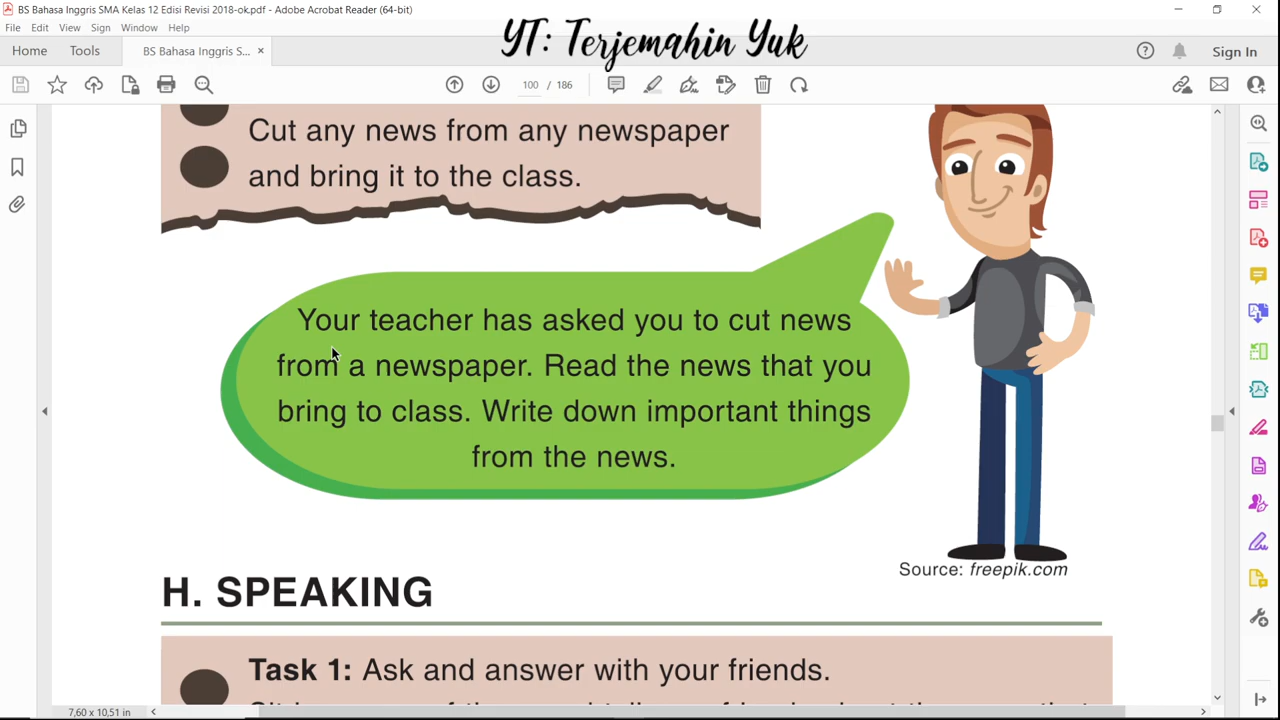 BS Bahasa Inggris SMA Kelas 12 Edisi Revisi 2018-ok.pdf - Adobe Acrobat Reader (64-bit)
YT: Terjemahin Yuk
File Edit View Sign Window Help
Home Tools BS Bahasa Inggris S... × Sign In
100 / 186
Cut any news from any newspaper
and bring it to the class.
Your teacher has asked you to cut news
from a newspaper. Read the news that you
bring to class. Write down important things
from the news.
Source: freepik.com
H. SPEAKING
Task 1: Ask and answer with your friends.
7,60 x 10,51 in